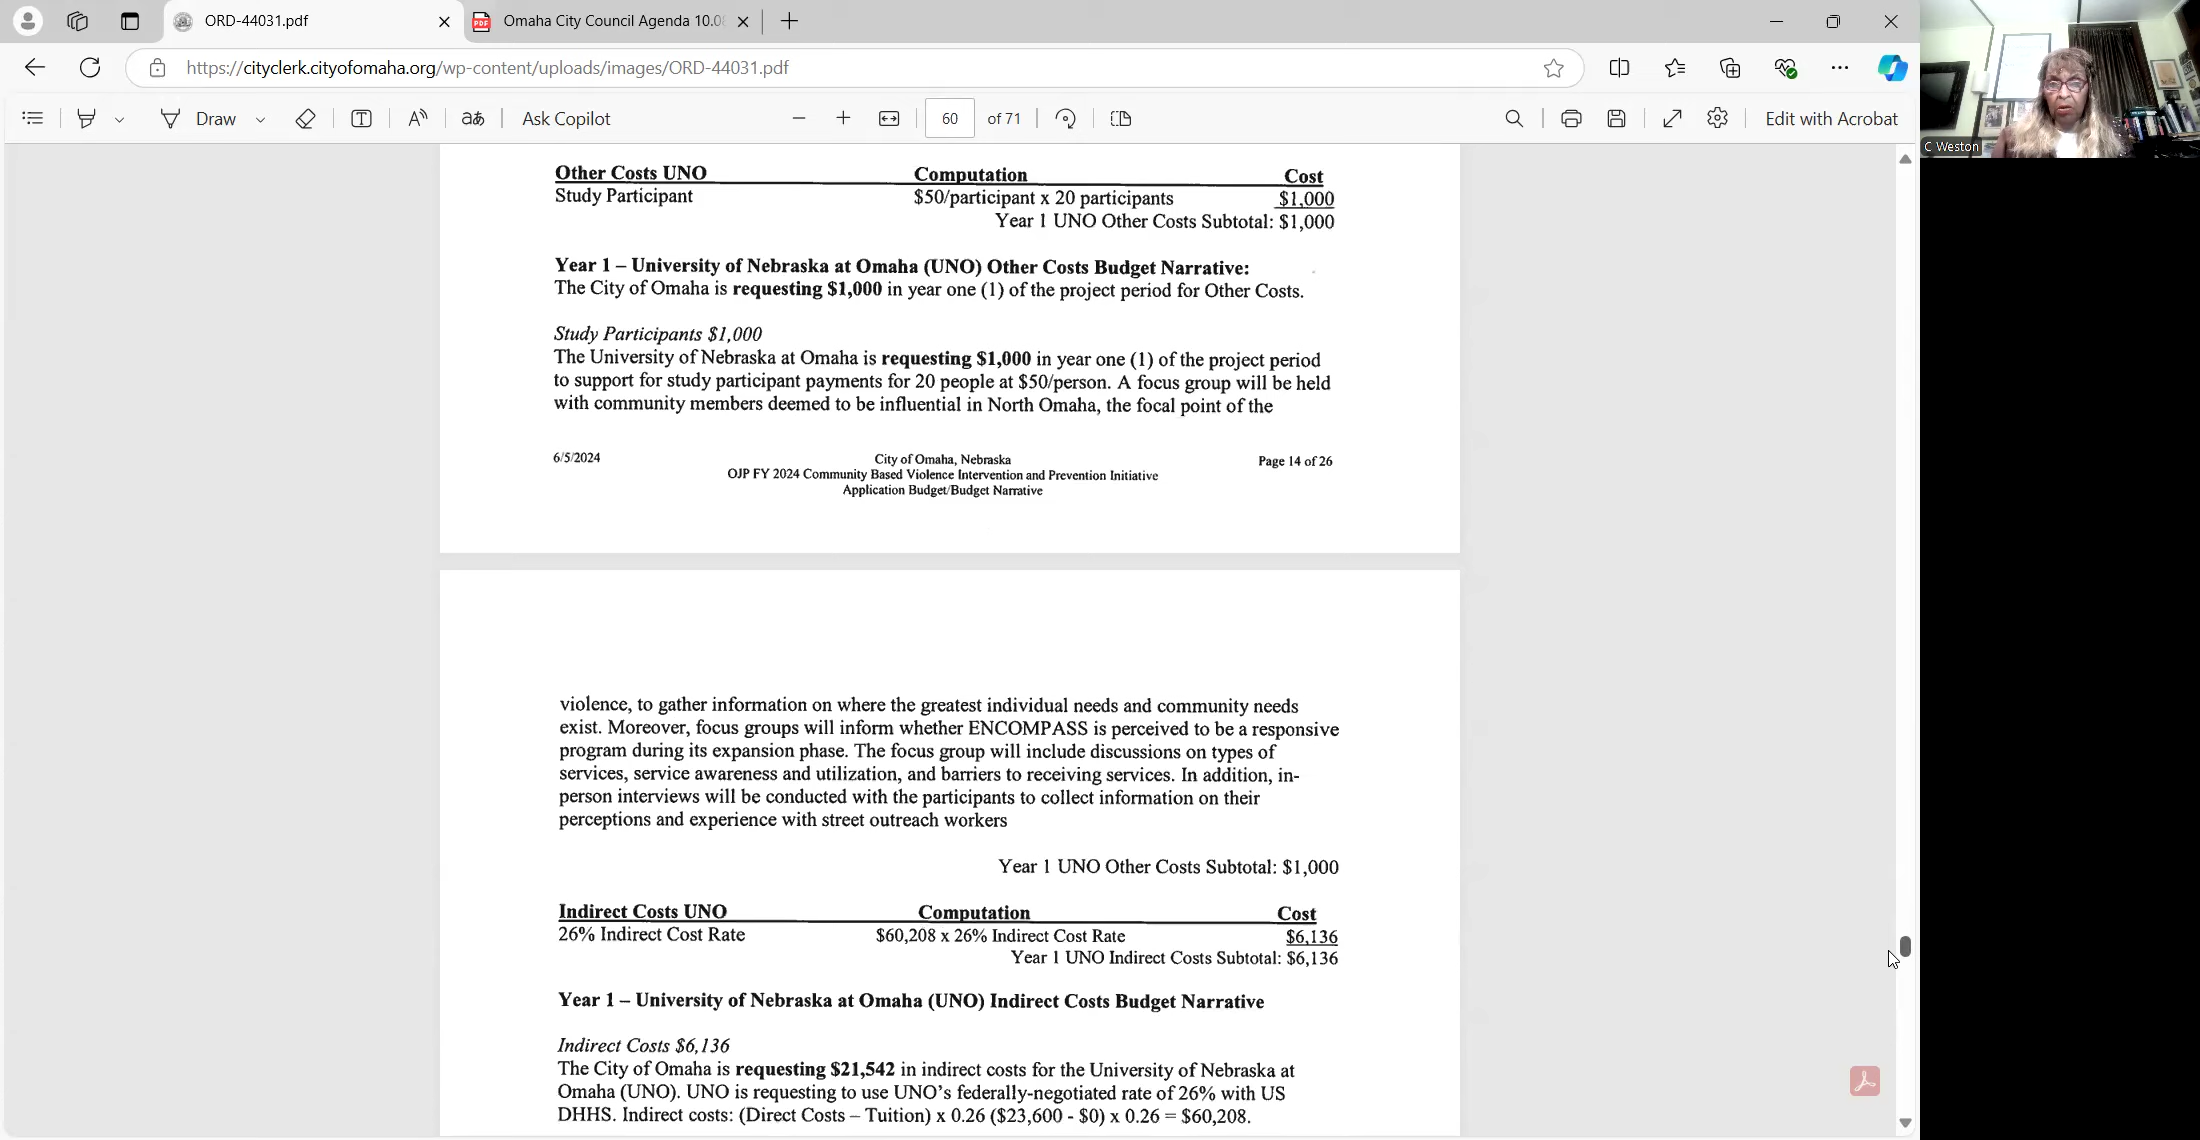 ORD-44031.pdf
Omaha City Council Agenda 10.08
https://cityclerk.cityofomaha.org/wp-content/uploads/images/ORD-44031.pdf
Draw
Ask Copilot
60 of 71
Edit with Acrobat
C Weston
Other Costs UNO Computation Cost
Study Participant $50/participant x 20 participants $1,000
Year 1 UNO Other Costs Subtotal: $1,000
Year 1 – University of Nebraska at Omaha (UNO) Other Costs Budget Narrative:
The City of Omaha is requesting $1,000 in year one (1) of the project period for Other Costs.
Study Participants $1,000
The University of Nebraska at Omaha is requesting $1,000 in year one (1) of the project period
to support for study participant payments for 20 people at $50/person. A focus group will be held
with community members deemed to be influential in North Omaha, the focal point of the
6/5/2024 City of Omaha, Nebraska Page 14 of 26
OJP FY 2024 Community Based Violence Intervention and Prevention Initiative
Application Budget/Budget Narrative
violence, to gather information on where the greatest individual needs and community needs
exist. Moreover, focus groups will inform whether ENCOMPASS is perceived to be a responsive
program during its expansion phase. The focus group will include discussions on types of
services, service awareness and utilization, and barriers to receiving services. In addition, in-
person interviews will be conducted with the participants to collect information on their
perceptions and experience with street outreach workers
Year 1 UNO Other Costs Subtotal: $1,000
Indirect Costs UNO Computation Cost
26% Indirect Cost Rate $60,208 x 26% Indirect Cost Rate $6,136
Year 1 UNO Indirect Costs Subtotal: $6,136
Year 1 – University of Nebraska at Omaha (UNO) Indirect Costs Budget Narrative
Indirect Costs $6,136
The City of Omaha is requesting $21,542 in indirect costs for the University of Nebraska at
Omaha (UNO). UNO is requesting to use UNO's federally-negotiated rate of 26% with US
DHHS. Indirect costs: (Direct Costs – Tuition) x 0.26 ($23,600 - $0) x 0.26 = $60,208.